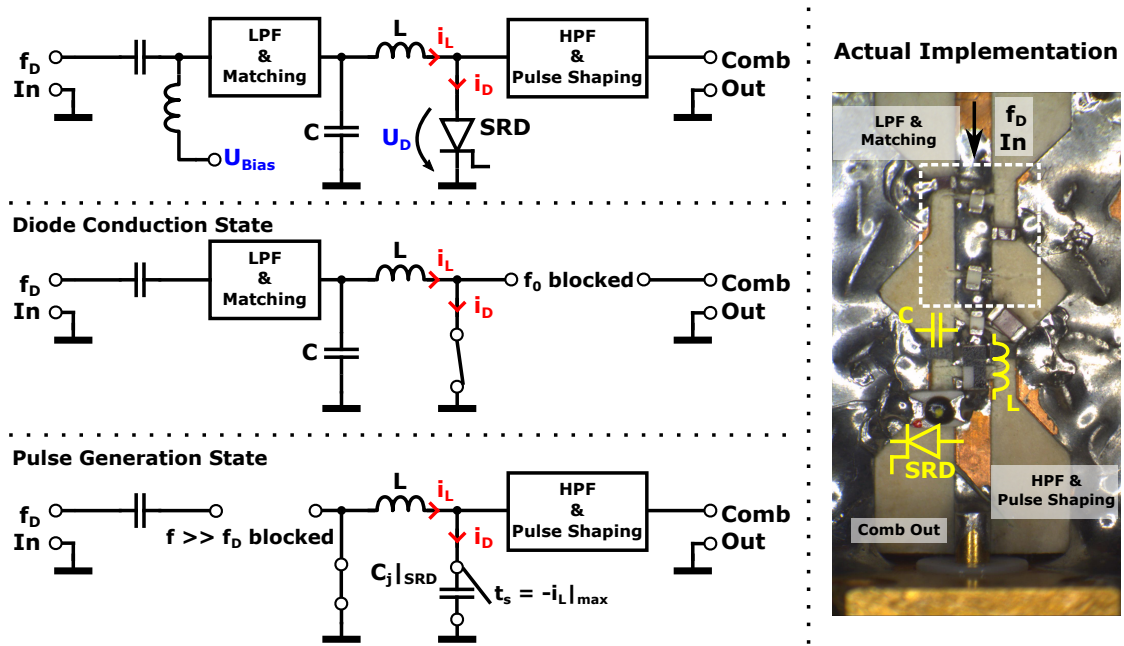 f_D
In
LPF
&
Matching
L
i_L
i_D
C
U_D
SRD
U_Bias
HPF
&
Pulse Shaping
Comb
Out
Diode Conduction State
f_D
In
LPF
&
Matching
L
i_L
i_D
C
f_0 blocked
Comb
Out
Pulse Generation State
f_D
In
f >> f_D blocked
L
i_L
i_D
C_j|_SRD
t_s = -i_L|_max
HPF
&
Pulse Shaping
Comb
Out
Actual Implementation
LPF &
Matching
f_D
In
C
L
SRD
HPF &
Pulse Shaping
Comb Out